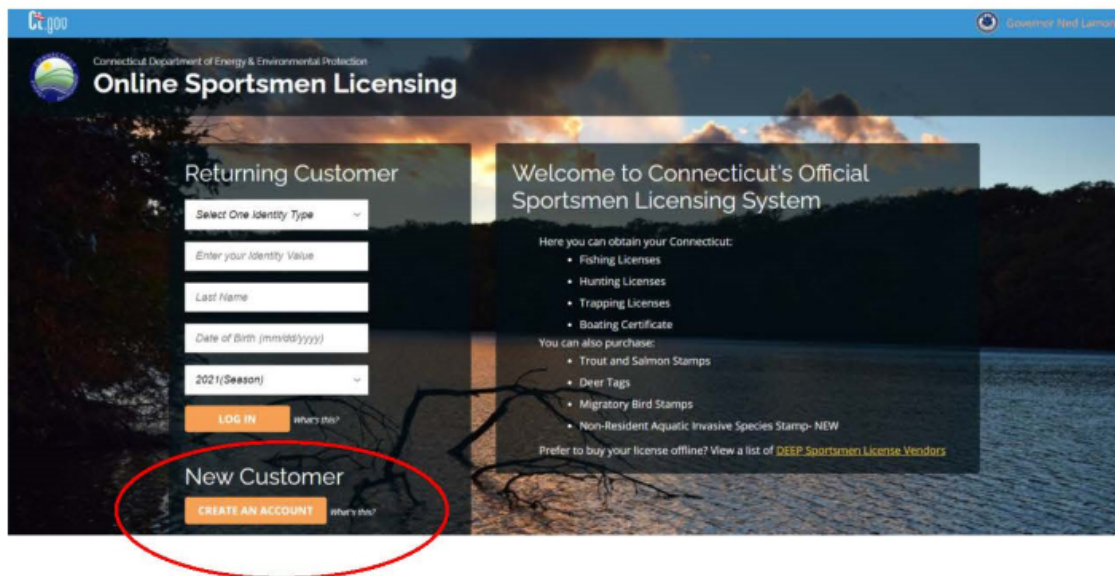 Ct.gov
Governor Ned Lamon
Connecticut Department of Energy & Environmental Protection
Online Sportsmen Licensing
Returning Customer
Select One Identity Type
Enter your Identity Value
Last Name
Date of Birth (mm/dd/yyyy)
2021(Season)
LOG IN What's this?
New Customer
CREATE AN ACCOUNT What's this?
Welcome to Connecticut's Official
Sportsmen Licensing System
Here you can obtain your Connecticut:
• Fishing Licenses
• Hunting Licenses
• Trapping Licenses
• Boating Certificate
You can also purchase:
• Trout and Salmon Stamps
• Deer Tags
• Migratory Bird Stamps
• Non-Resident Aquatic Invasive Species Stamp- NEW
Prefer to buy your license offline? View a list of DEEP Sportsmen License Vendors